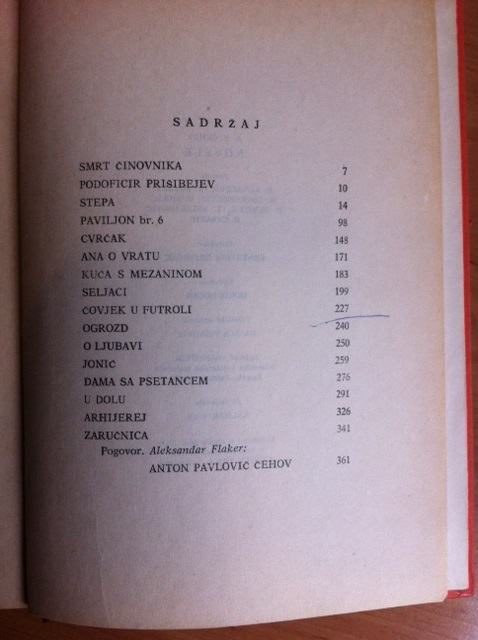 SADRŽAJ
SMRT ČINOVNIKA 7
PODOFICIR PRISIBEJEV 10
STEPA 14
PAVILJON br. 6 98
CVRČAK 148
ANA O VRATU 171
KUĆA S MEZANINOM 183
SELJACI 199
ČOVJEK U FUTROLI 227
OGROZD 240
O LJUBAVI 250
JONIČ 259
DAMA SA PSETANCEM 276
U DOLU 291
ARHIJEREJ 326
ZARUČNICA 341
Pogovor. Aleksandar Flaker:
ANTON PAVLOVIČ ČEHOV 361